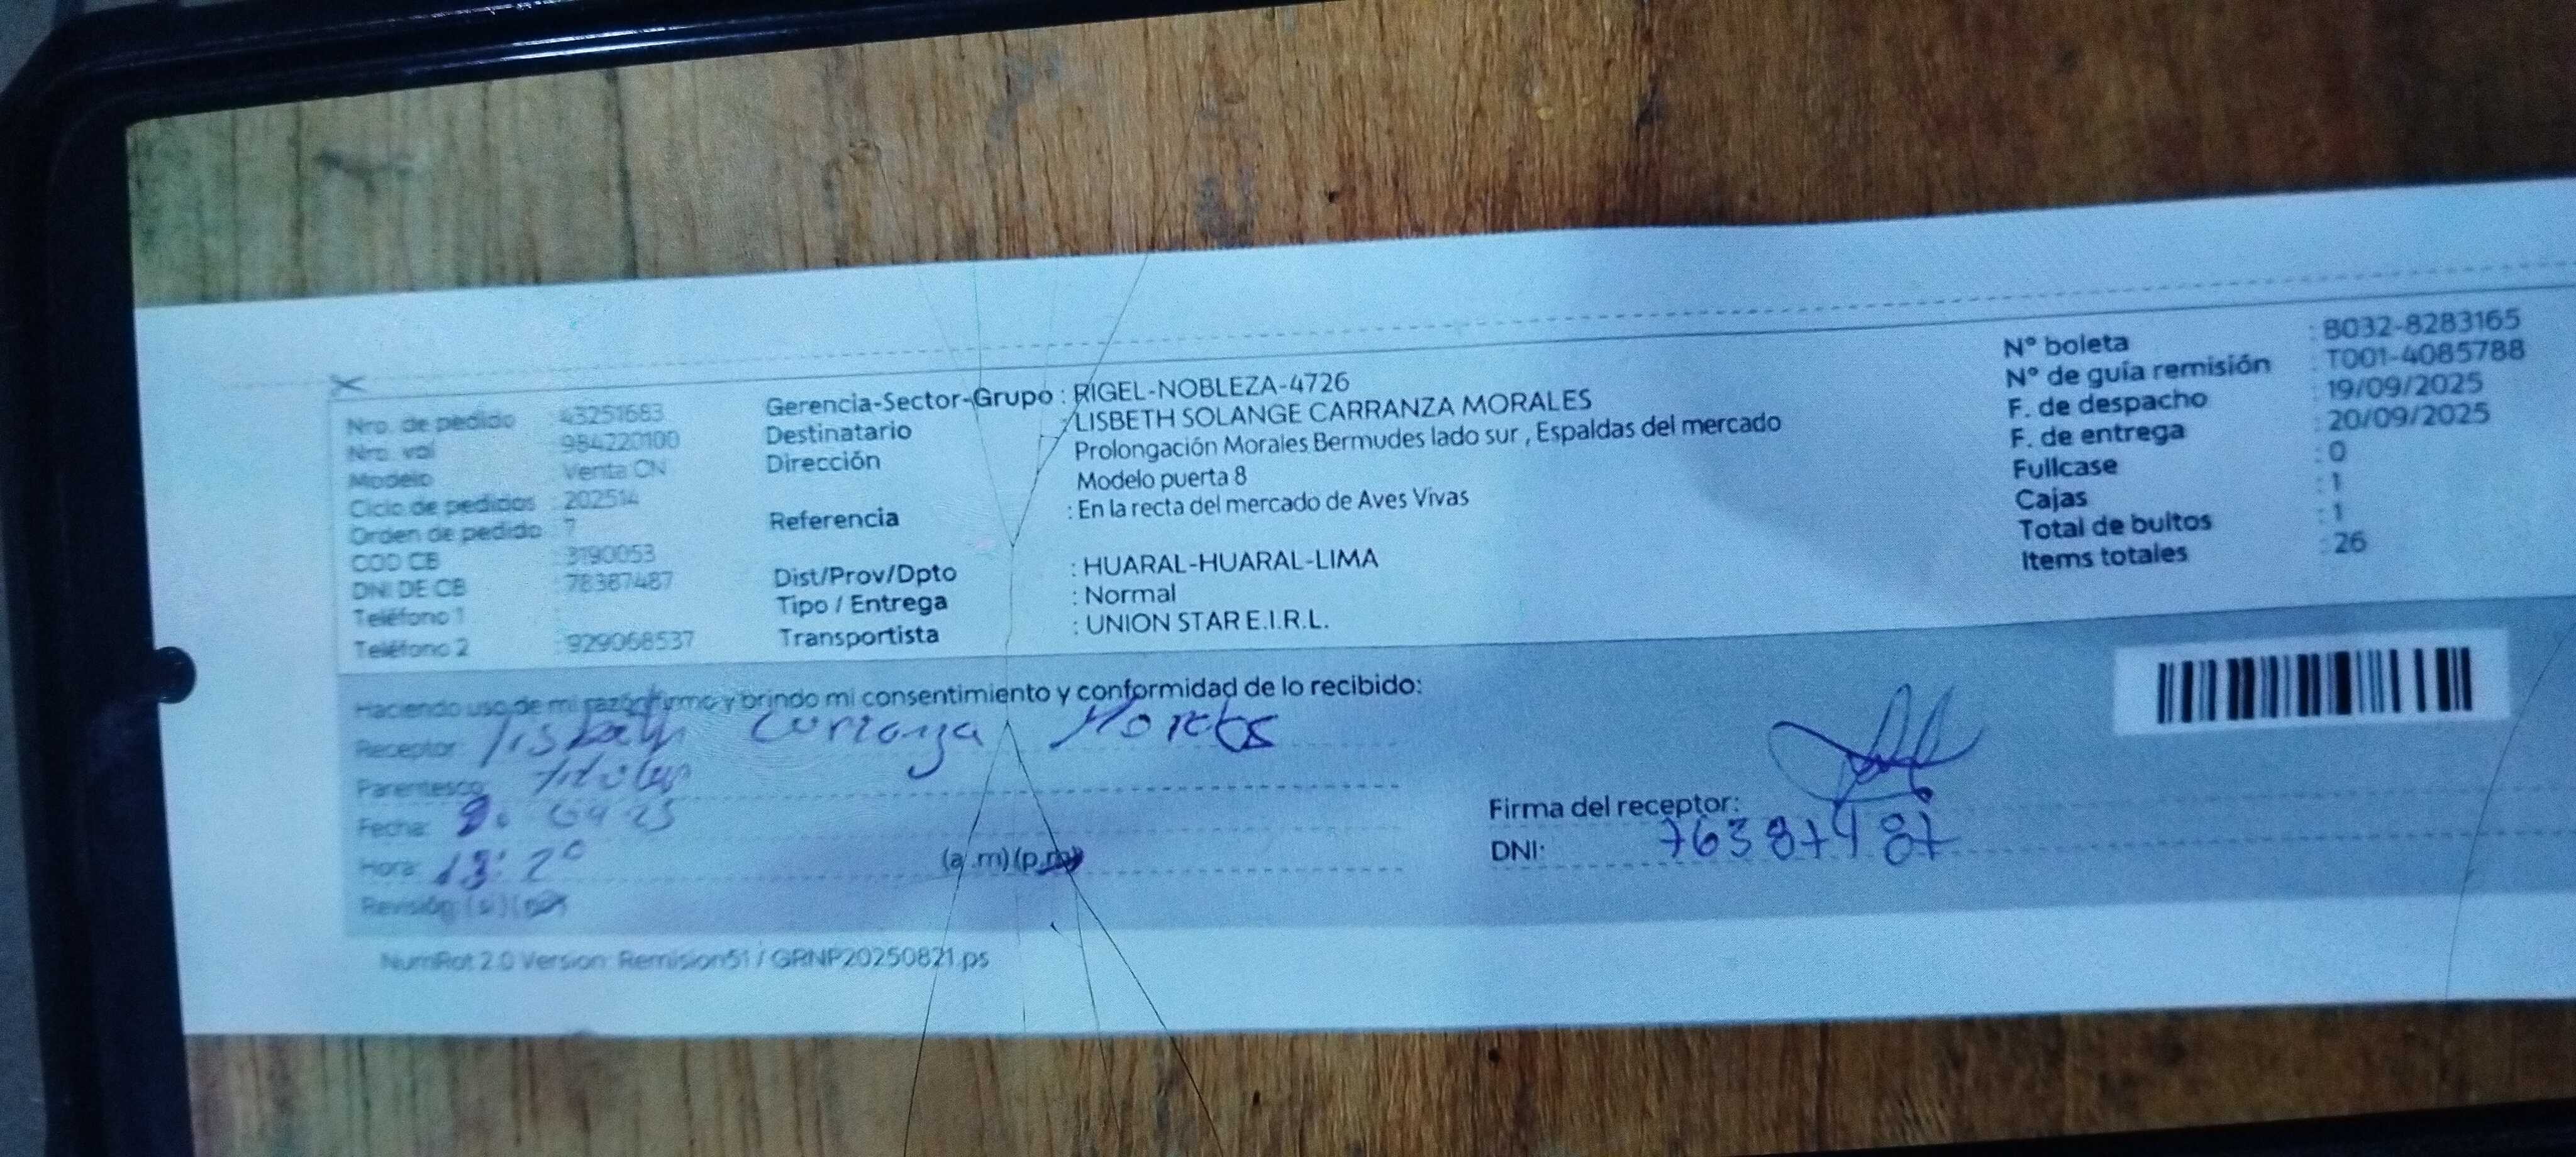 Nro. de pedido : 43251683
Nro. val : 984220100
Modelo : Venta CN
Ciclo de pedidos : 202514
Orden de pedido : 7
COD CB : 3190053
DNI DE CB : 78387487
Teléfono 1 :
Teléfono 2 : 929068537
Gerencia-Sector-Grupo : RIGEL-NOBLEZA-4726
Destinatario : LISBETH SOLANGE CARRANZA MORALES
Dirección : Prolongación Morales Bermudes lado sur , Espaldas del mercado
Modelo puerta 8
Referencia : En la recta del mercado de Aves Vivas
Dist/Prov/Dpto : HUARAL-HUARAL-LIMA
Tipo / Entrega : Normal
Transportista : UNION STAR E.I.R.L.
N° boleta : B032-8283165
N° de guía remisión : T001-4085788
F. de despacho : 19/09/2025
F. de entrega : 20/09/2025
Fullcase : 0
Cajas : 1
Total de bultos : 1
Items totales : 26
Haciendo uso de mi razón firmo y brindo mi consentimiento y conformidad de lo recibido:
Receptor: Lisbeth Carranza Morales
Parentesco: titular
Fecha:
Hora: 13:20 (a.m)(p.m)
Revisión: (si)(no)
Firma del receptor:
DNI: 76387487
NumRot 2.0 Version: Remision51 / GRNP20250821.ps